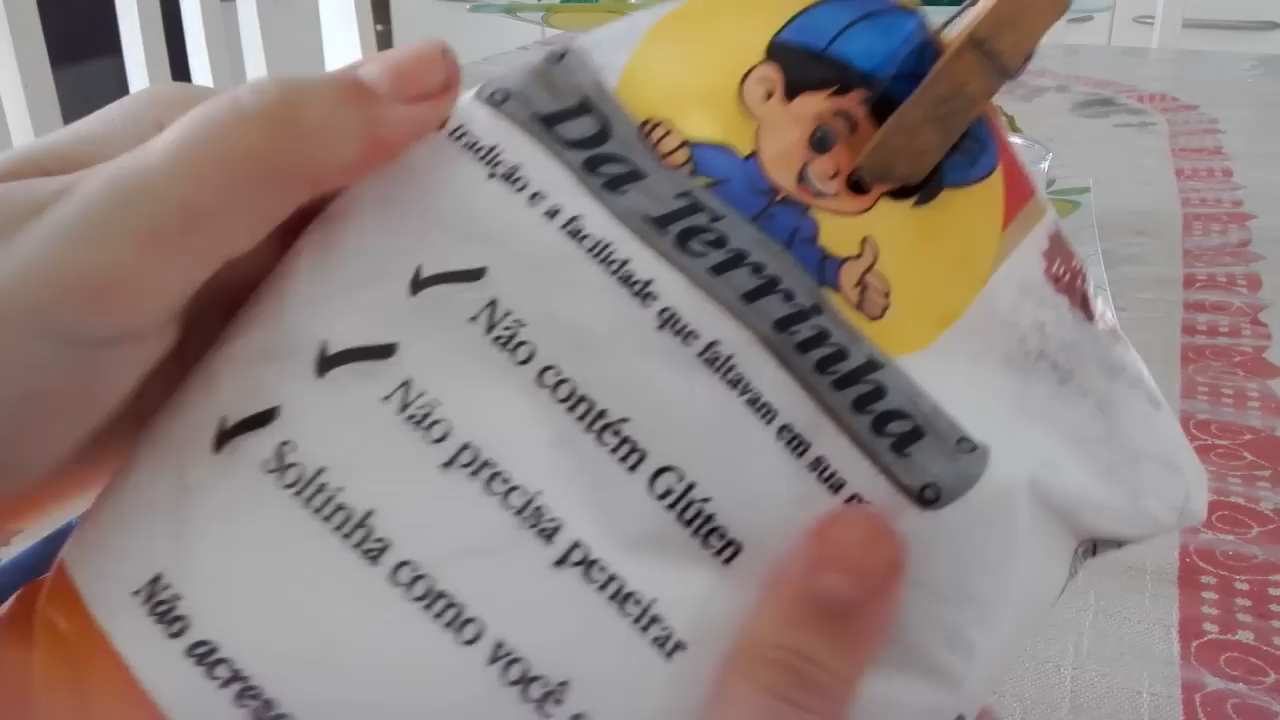 Da Terrinha
tradição e a facilidade que faltavam em sua
Não contém Glúten
Não precisa peneirar
Soltinha como você
Não